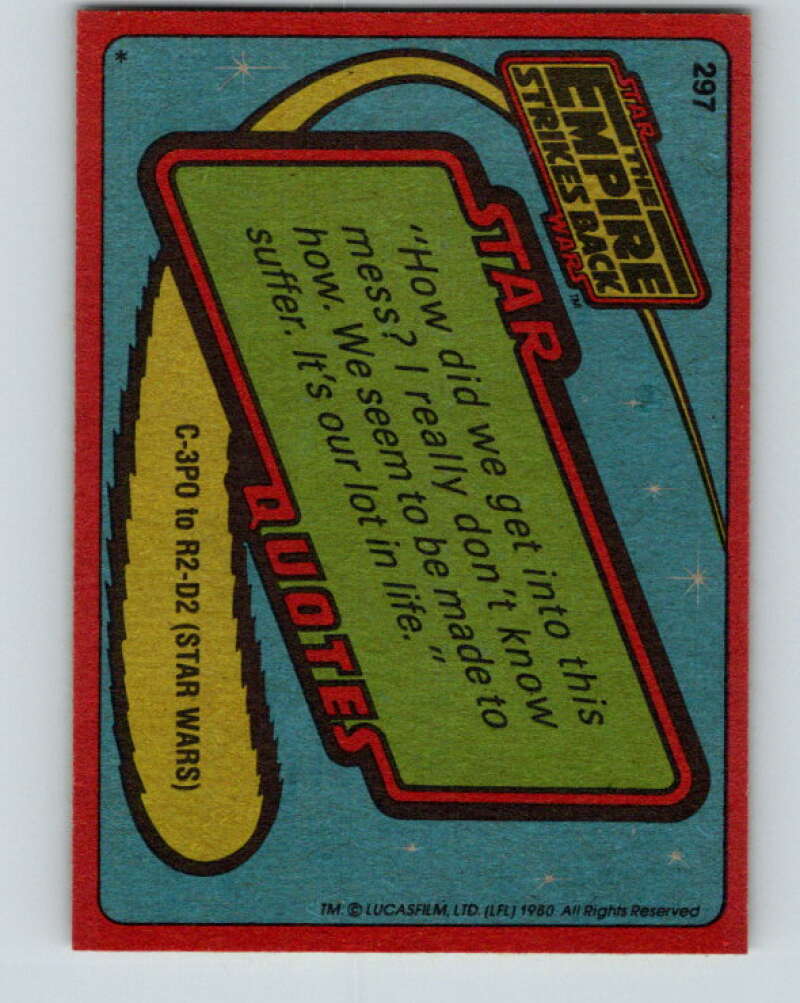 297
STAR
THE
EMPIRE
STRIKES BACK
WARS™
STAR
"How did we get into this
mess? I really don't know
how. We seem to be made to
suffer. It's our lot in life."
QUOTES
C-3PO to R2-D2 (STAR WARS)
*
TM. © LUCASFILM, LTD. (LFL) 1980 All Rights Reserved